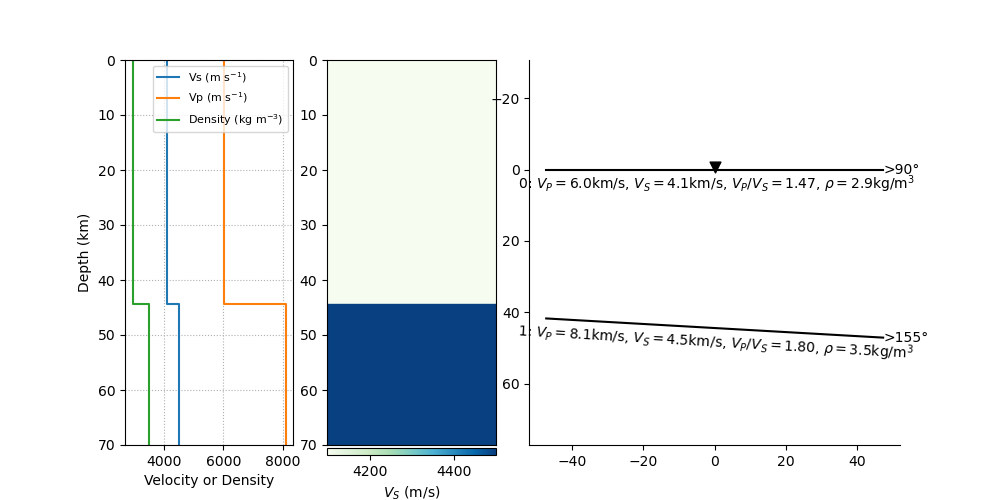 0
10
20
30
40
50
60
70
Depth (km)
4000 6000 8000
Velocity or Density
Vs (m s⁻¹)
Vp (m s⁻¹)
Density (kg m⁻³)
0
10
20
30
40
50
60
70
4200 4400
V_S (m/s)
−20
0
20
40
60
−40 −20 0 20 40
>90°
0: V_P = 6.0km/s, V_S = 4.1km/s, V_P/V_S = 1.47, ρ = 2.9kg/m³
>155°
1: V_P = 8.1km/s, V_S = 4.5km/s, V_P/V_S = 1.80, ρ = 3.5kg/m³